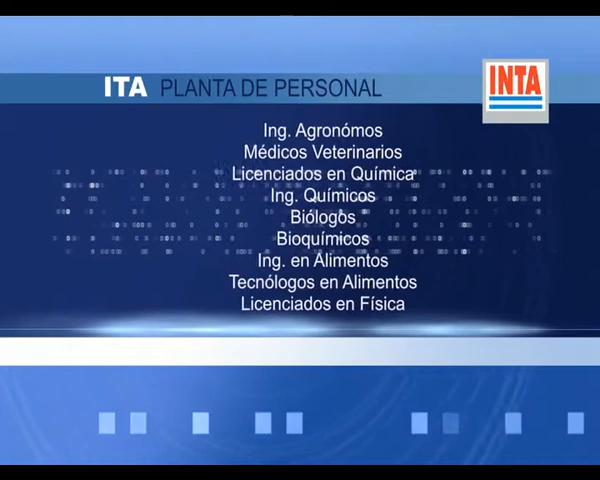 ITA PLANTA DE PERSONAL
INTA
Ing. Agronómos
Médicos Veterinarios
Licenciados en Química
Ing. Químicos
Biólogos
Bioquímicos
Ing. en Alimentos
Tecnólogos en Alimentos
Licenciados en Física